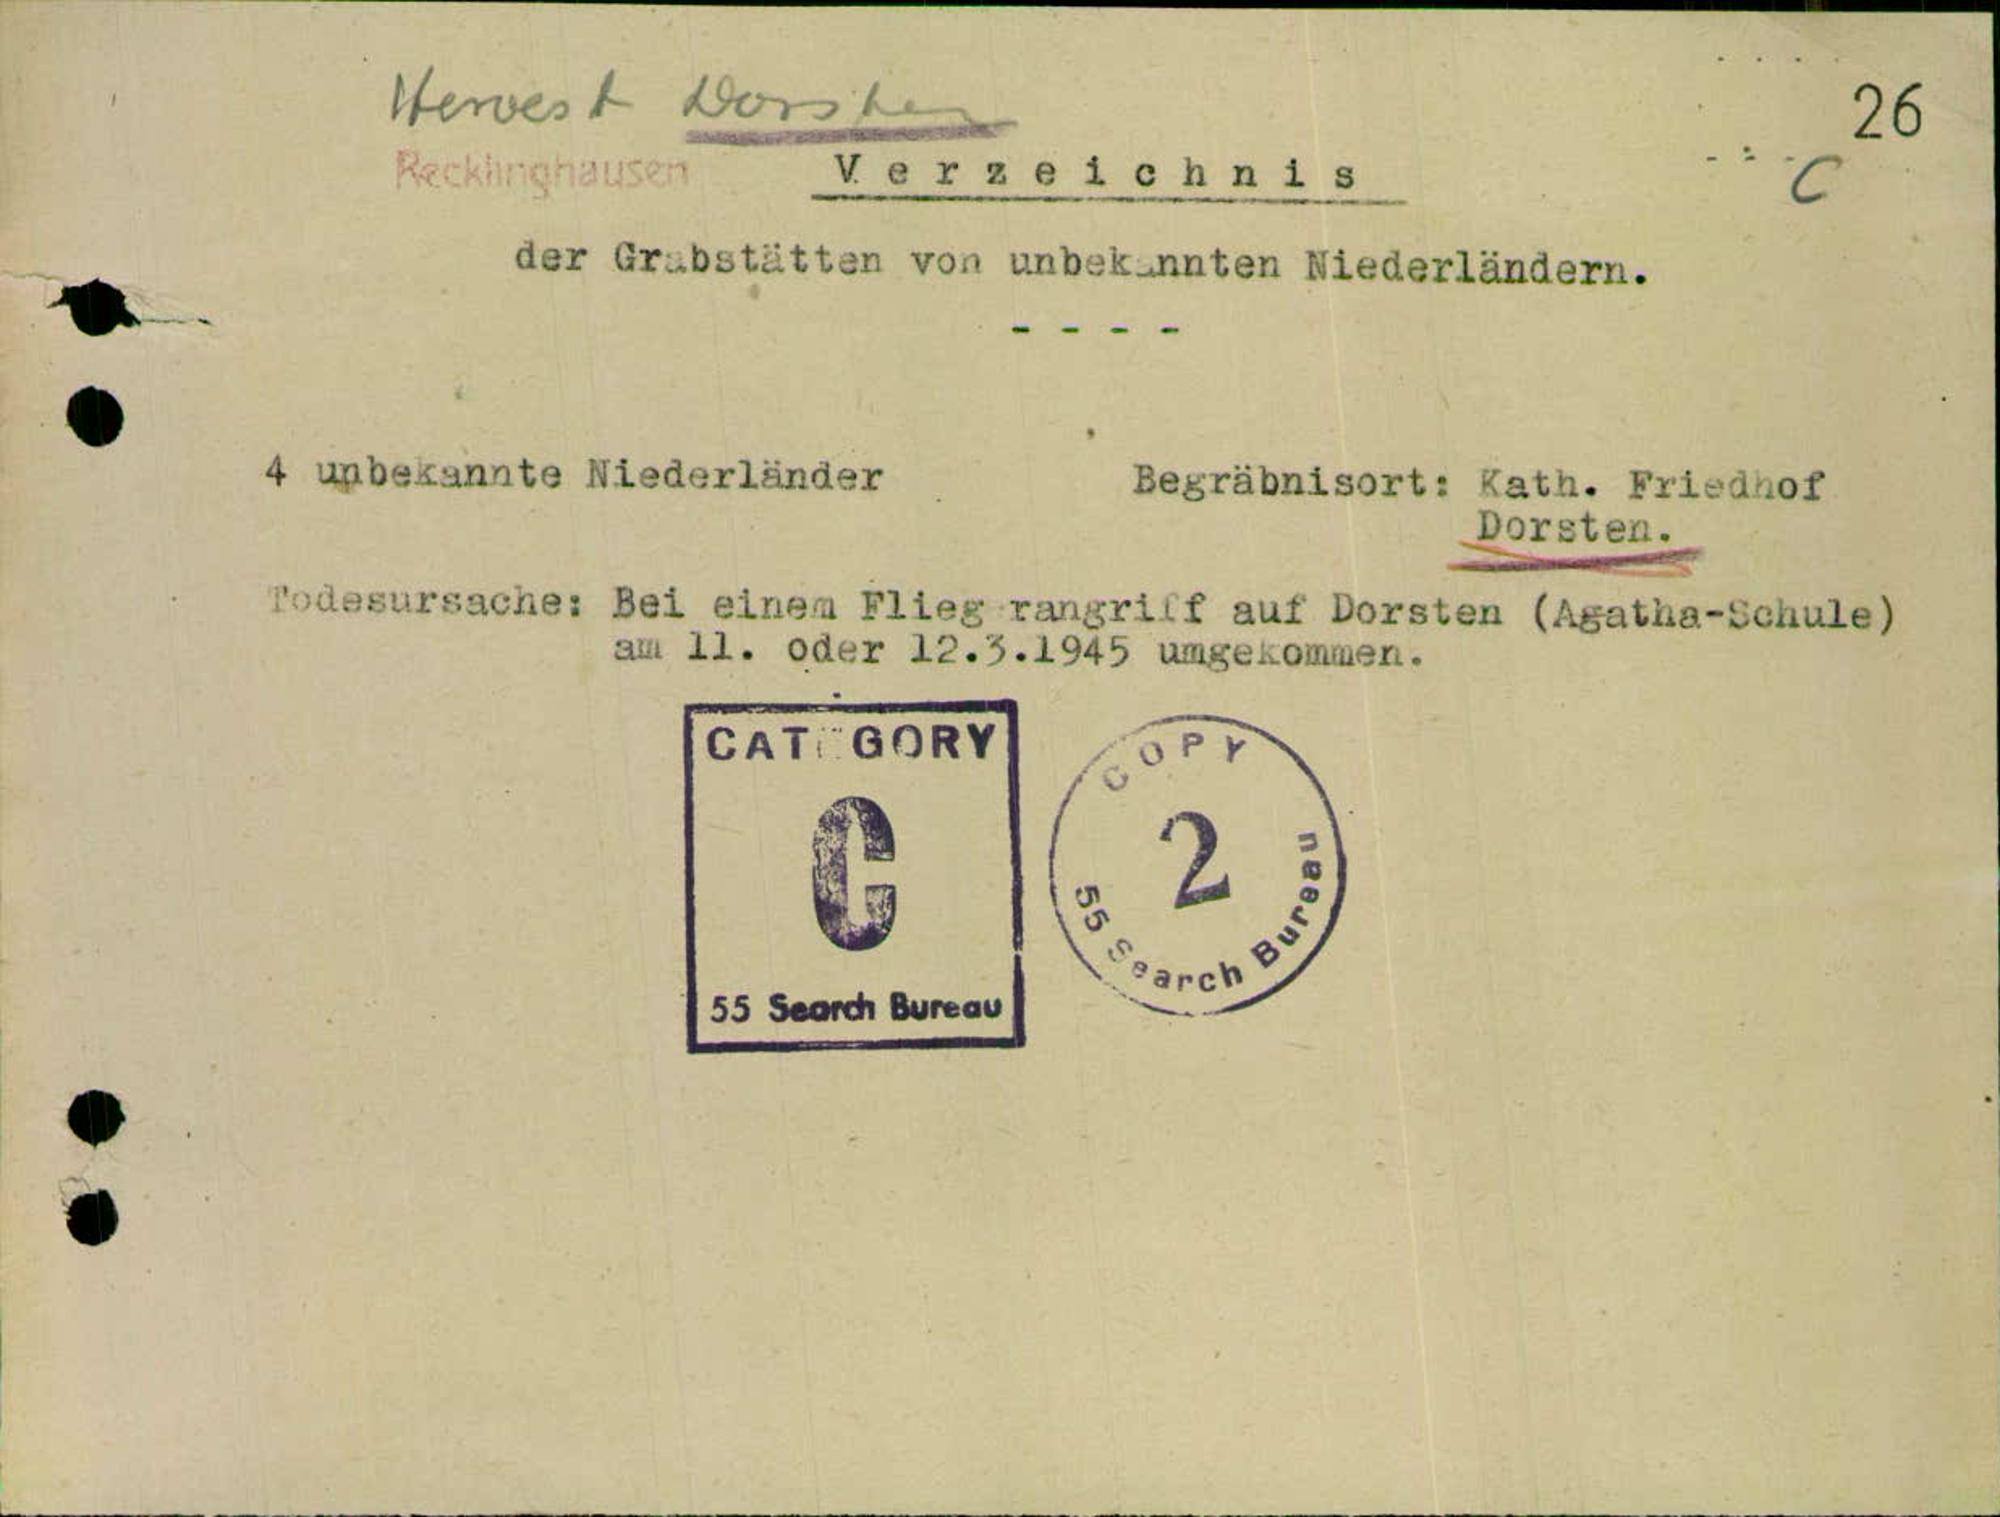 Hervest Dorsten
26
Recklinghausen
Verzeichnis
C
der Grabstätten von unbekannten Niederländern.
- - - -
4 unbekannte Niederländer
Begräbnisort: Kath. Friedhof
Dorsten.
Todesursache: Bei einem Fliegerangriff auf Dorsten (Agatha-Schule)
am 11. oder 12.3.1945 umgekommen.
CATEGORY
C
55 Search Bureau
COPY
2
55 Search Bureau